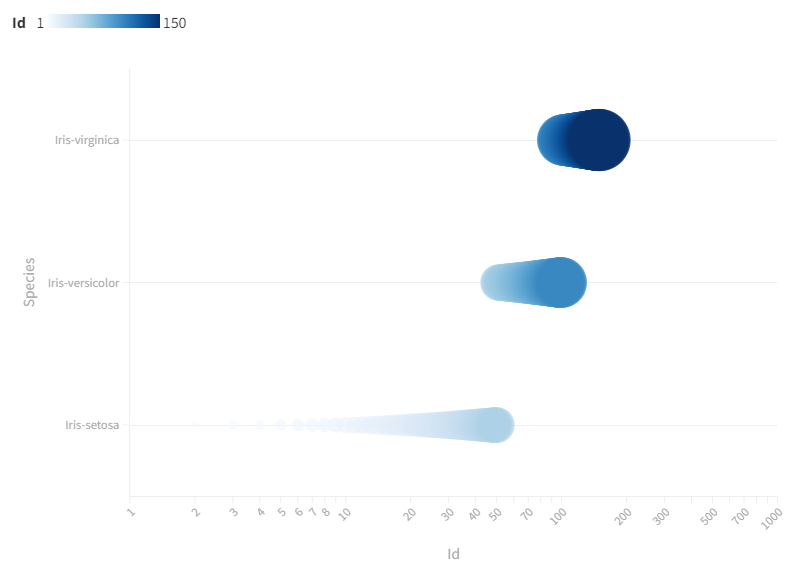 Id 1 150
Iris-virginica
Species
Iris-versicolor
Iris-setosa
1 2 3 4 5 6 7 8 10 20 30 40 50 70 100 200 300 500 700 1000
Id